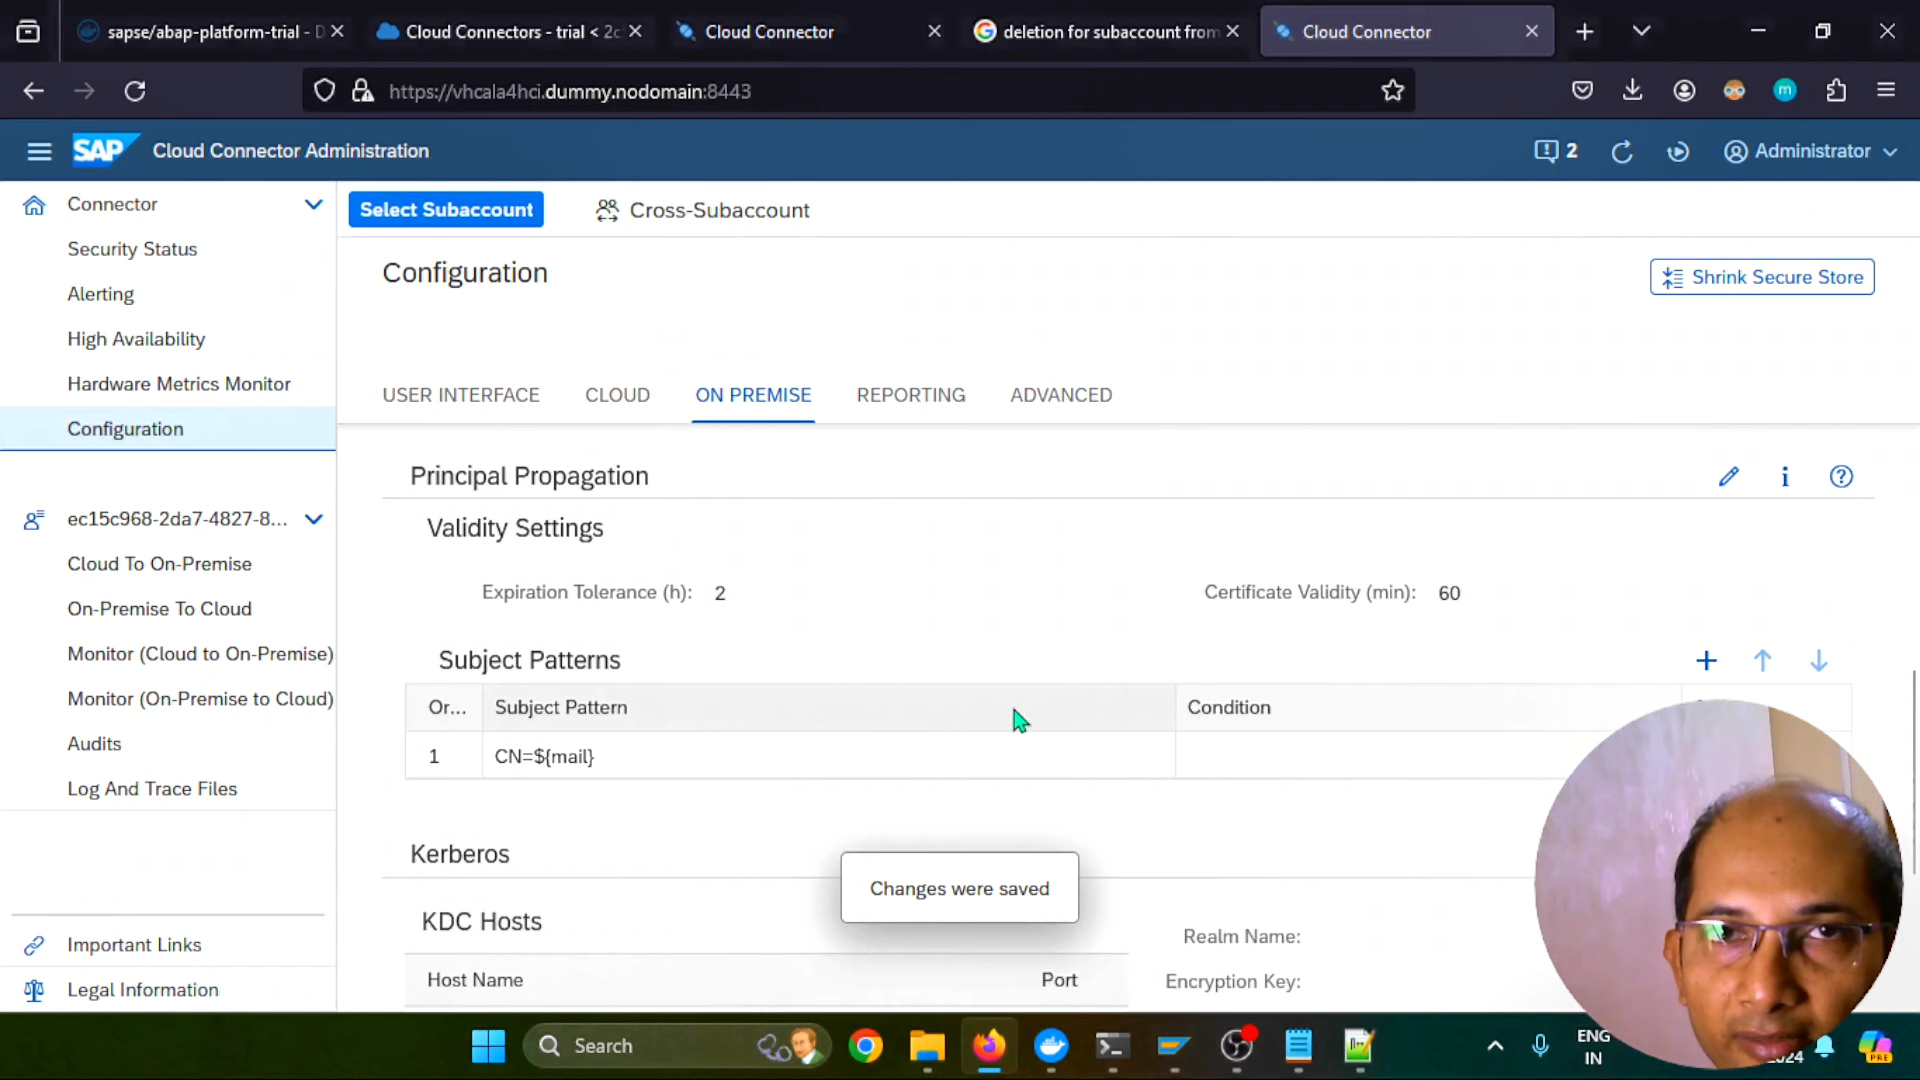 sapse/abap-platform-trial - D
Cloud Connectors - trial < 2c
Cloud Connector
deletion for subaccount from
Cloud Connector
https://vhcala4hci.dummy.nodomain:8443
m
SAP
Cloud Connector Administration
2
Administrator
Connector
Security Status
Alerting
High Availability
Hardware Metrics Monitor
Configuration
ec15c968-2da7-4827-8...
Cloud To On-Premise
On-Premise To Cloud
Monitor (Cloud to On-Premise)
Monitor (On-Premise to Cloud)
Audits
Log And Trace Files
Important Links
Legal Information
Select Subaccount
Cross-Subaccount
Configuration
Shrink Secure Store
USER INTERFACE
CLOUD
ON PREMISE
REPORTING
ADVANCED
Principal Propagation
Validity Settings
Expiration Tolerance (h): 2
Certificate Validity (min): 60
Subject Patterns
Or... Subject Pattern Condition
1 CN=${mail}
Kerberos
Changes were saved
KDC Hosts
Realm Name:
Host Name Port
Encryption Key:
Search
ENG
IN
2024
PRE